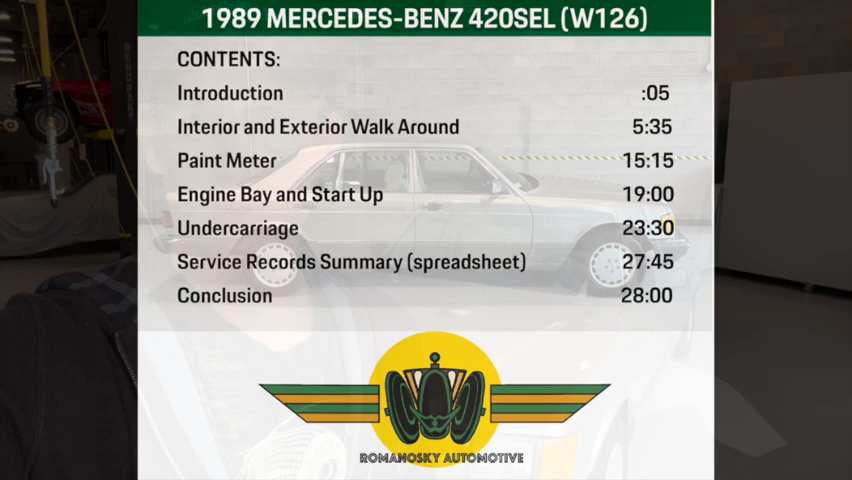 1989 MERCEDES-BENZ 420SEL (W126)
CONTENTS:
Introduction :05
Interior and Exterior Walk Around 5:35
Paint Meter 15:15
Engine Bay and Start Up 19:00
Undercarriage 23:30
Service Records Summary (spreadsheet) 27:45
Conclusion 28:00
ROMANOSKY AUTOMOTIVE